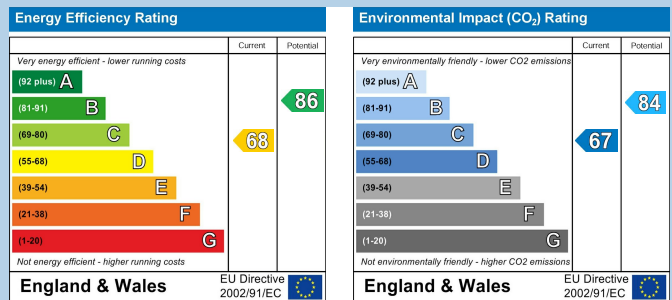 Energy Efficiency Rating
Current Potential
Very energy efficient - lower running costs
(92 plus) A
(81-91) B
(69-80) C
(55-68) D
(39-54) E
(21-38) F
(1-20) G
68
86
Not energy efficient - higher running costs
England & Wales
EU Directive
2002/91/EC
Environmental Impact (CO₂) Rating
Current Potential
Very environmentally friendly - lower CO2 emissions
(92 plus) A
(81-91) B
(69-80) C
(55-68) D
(39-54) E
(21-38) F
(1-20) G
67
84
Not environmentally friendly - higher CO2 emissions
England & Wales
EU Directive
2002/91/EC